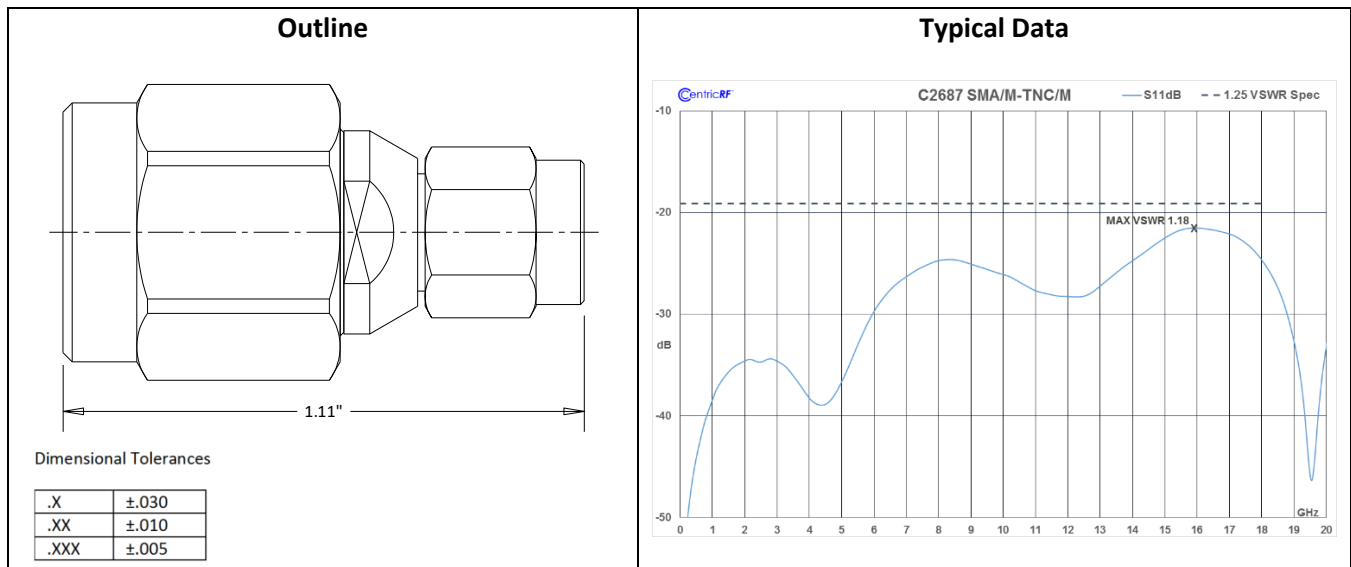 Outline
1.11"
Dimensional Tolerances
.X ±.030
.XX ±.010
.XXX ±.005
Typical Data
CentricRF
C2687 SMA/M-TNC/M
S11dB
1.25 VSWR Spec
-10
-20
-30
dB
-40
-50
MAX VSWR 1.18
X
GHz
0 1 2 3 4 5 6 7 8 9 10 11 12 13 14 15 16 17 18 19 20